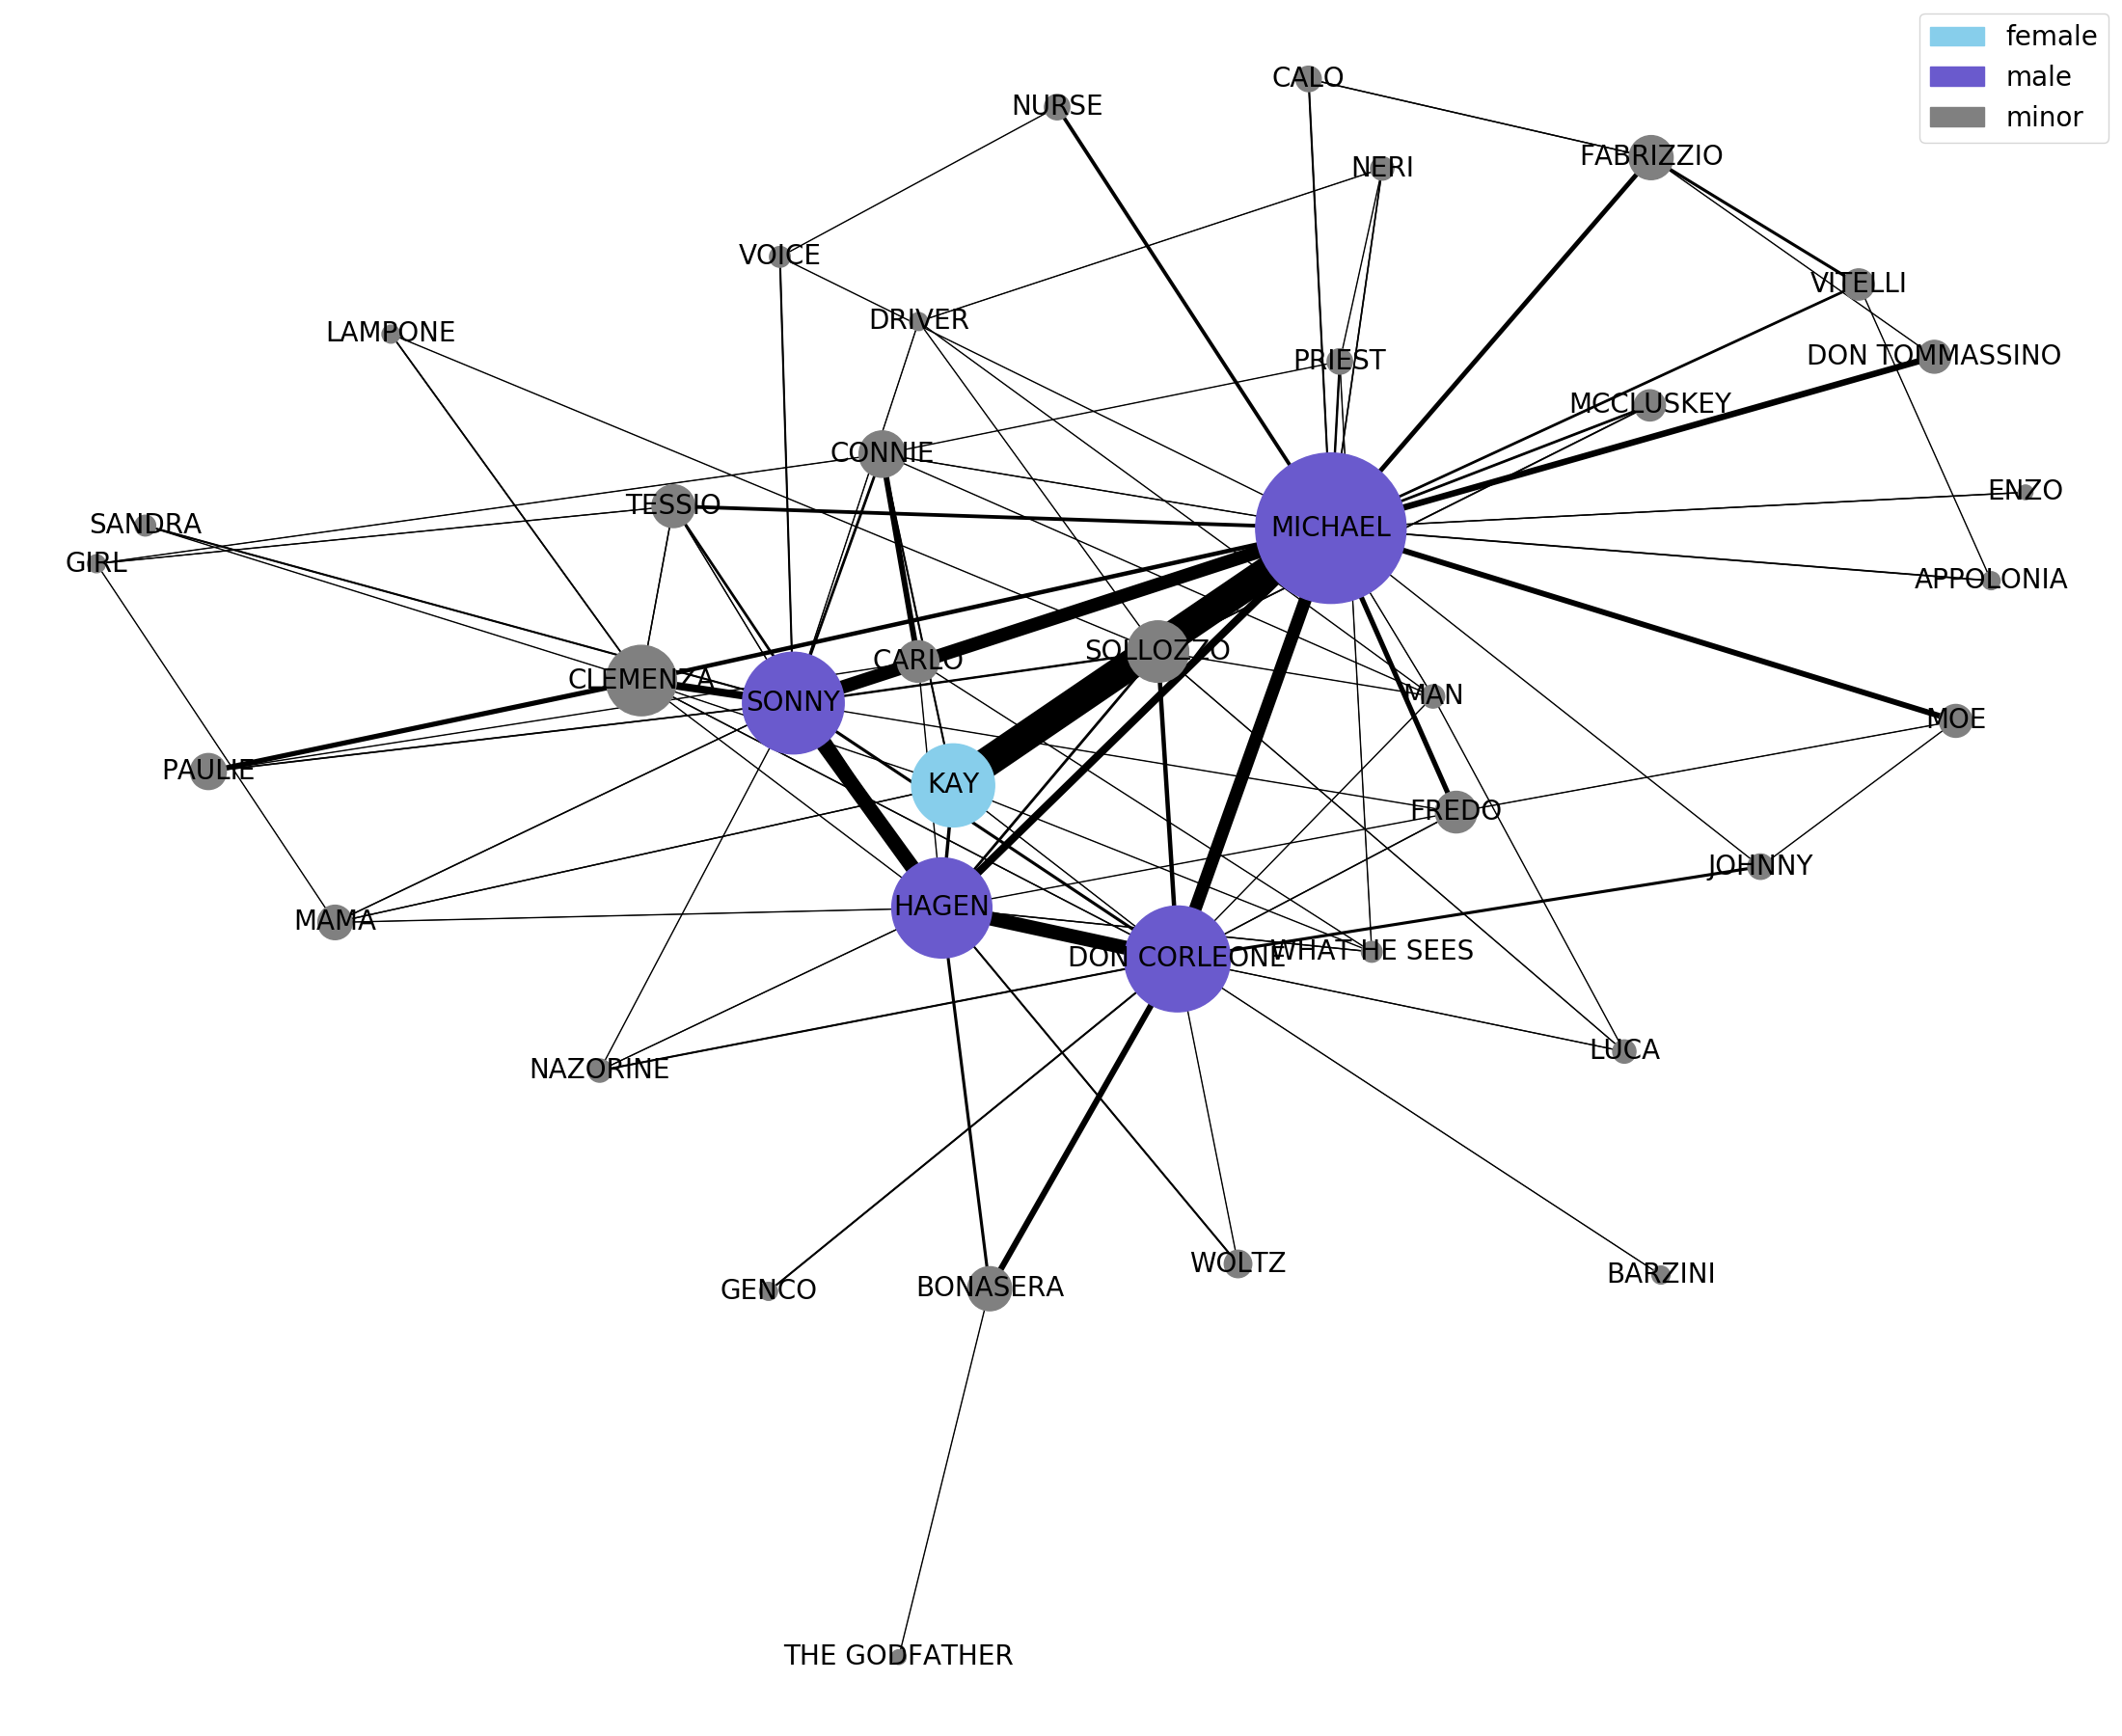 female
male
minor
CALO
NURSE
FABRIZZIO
NERI
VOICE
VITELLI
DRIVER
LAMPONE
DON TOMMASSINO
PRIEST
MCCLUSKEY
CONNIE
ENZO
TESSIO
SANDRA
MICHAEL
GIRL
APPOLONIA
SOLLOZZO
CARLO
CLEMENZA
MAN
SONNY
MOE
PAULIE
KAY
FREDO
JOHNNY
HAGEN
MAMA
WHAT HE SEES
DON CORLEONE
LUCA
NAZORINE
WOLTZ
BARZINI
BONASERA
GENCO
THE GODFATHER